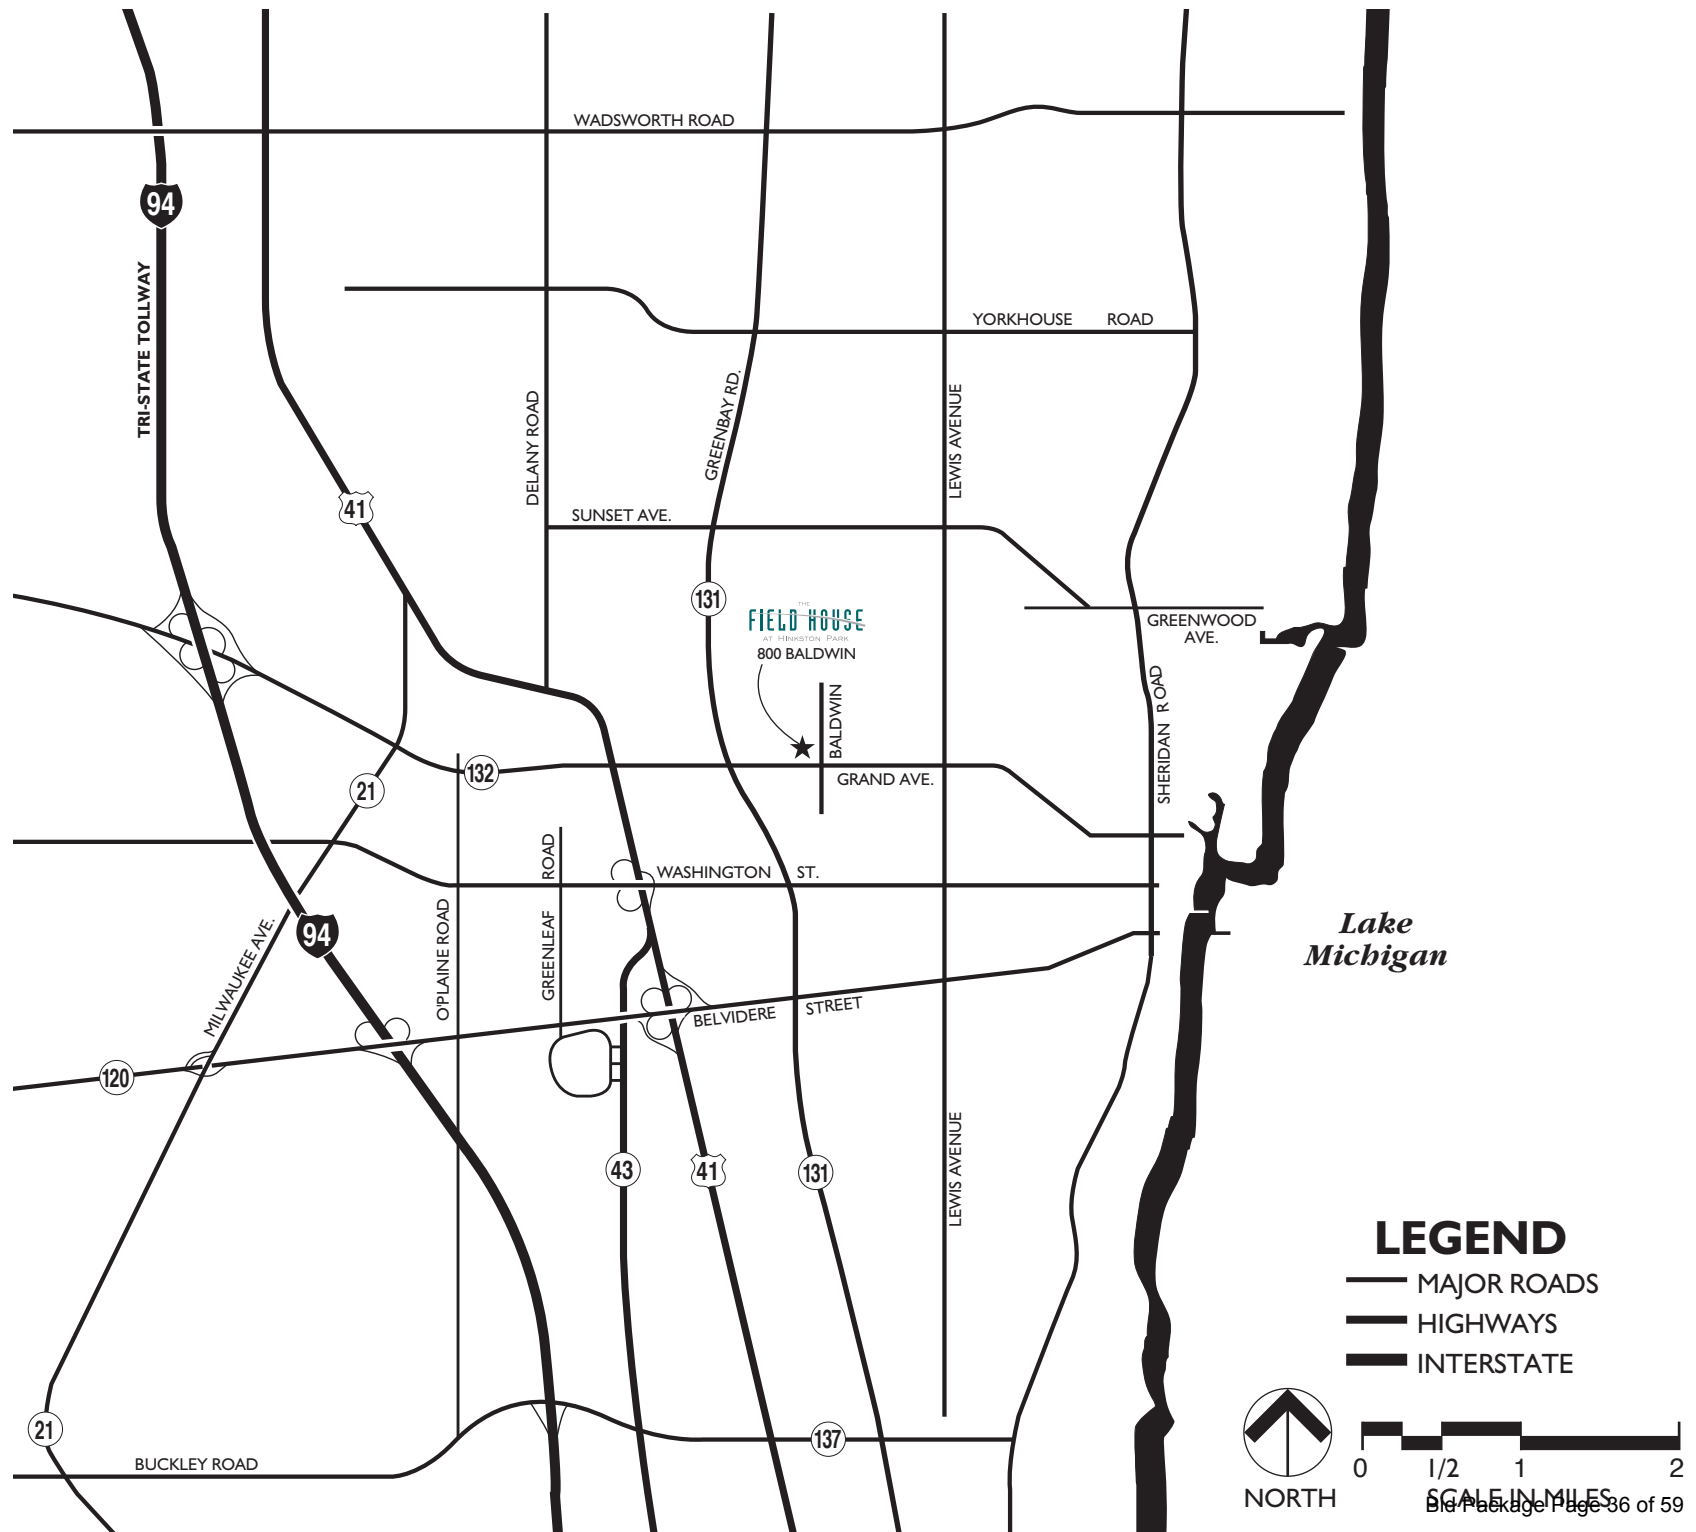 WADSWORTH ROAD
94
TRI-STATE TOLLWAY
YORKHOUSE ROAD
GREENBAY RD.
DELANY ROAD
LEWIS AVENUE
41
SUNSET AVE.
131
THE
FIELD HOUSE
AT HINKSTON PARK
800 BALDWIN
GREENWOOD
AVE.
SHERIDAN ROAD
BALDWIN
132
GRAND AVE.
21
GREENLEAF ROAD
WASHINGTON ST.
O'PLAINE ROAD
MILWAUKEE AVE.
94
Lake
Michigan
BELVIDERE STREET
120
43
41
131
LEWIS AVENUE
LEGEND
MAJOR ROADS
HIGHWAYS
INTERSTATE
21
137
BUCKLEY ROAD
0 1/2 1 2
NORTH
SCALE IN MILES
Bid Package Page 36 of 59